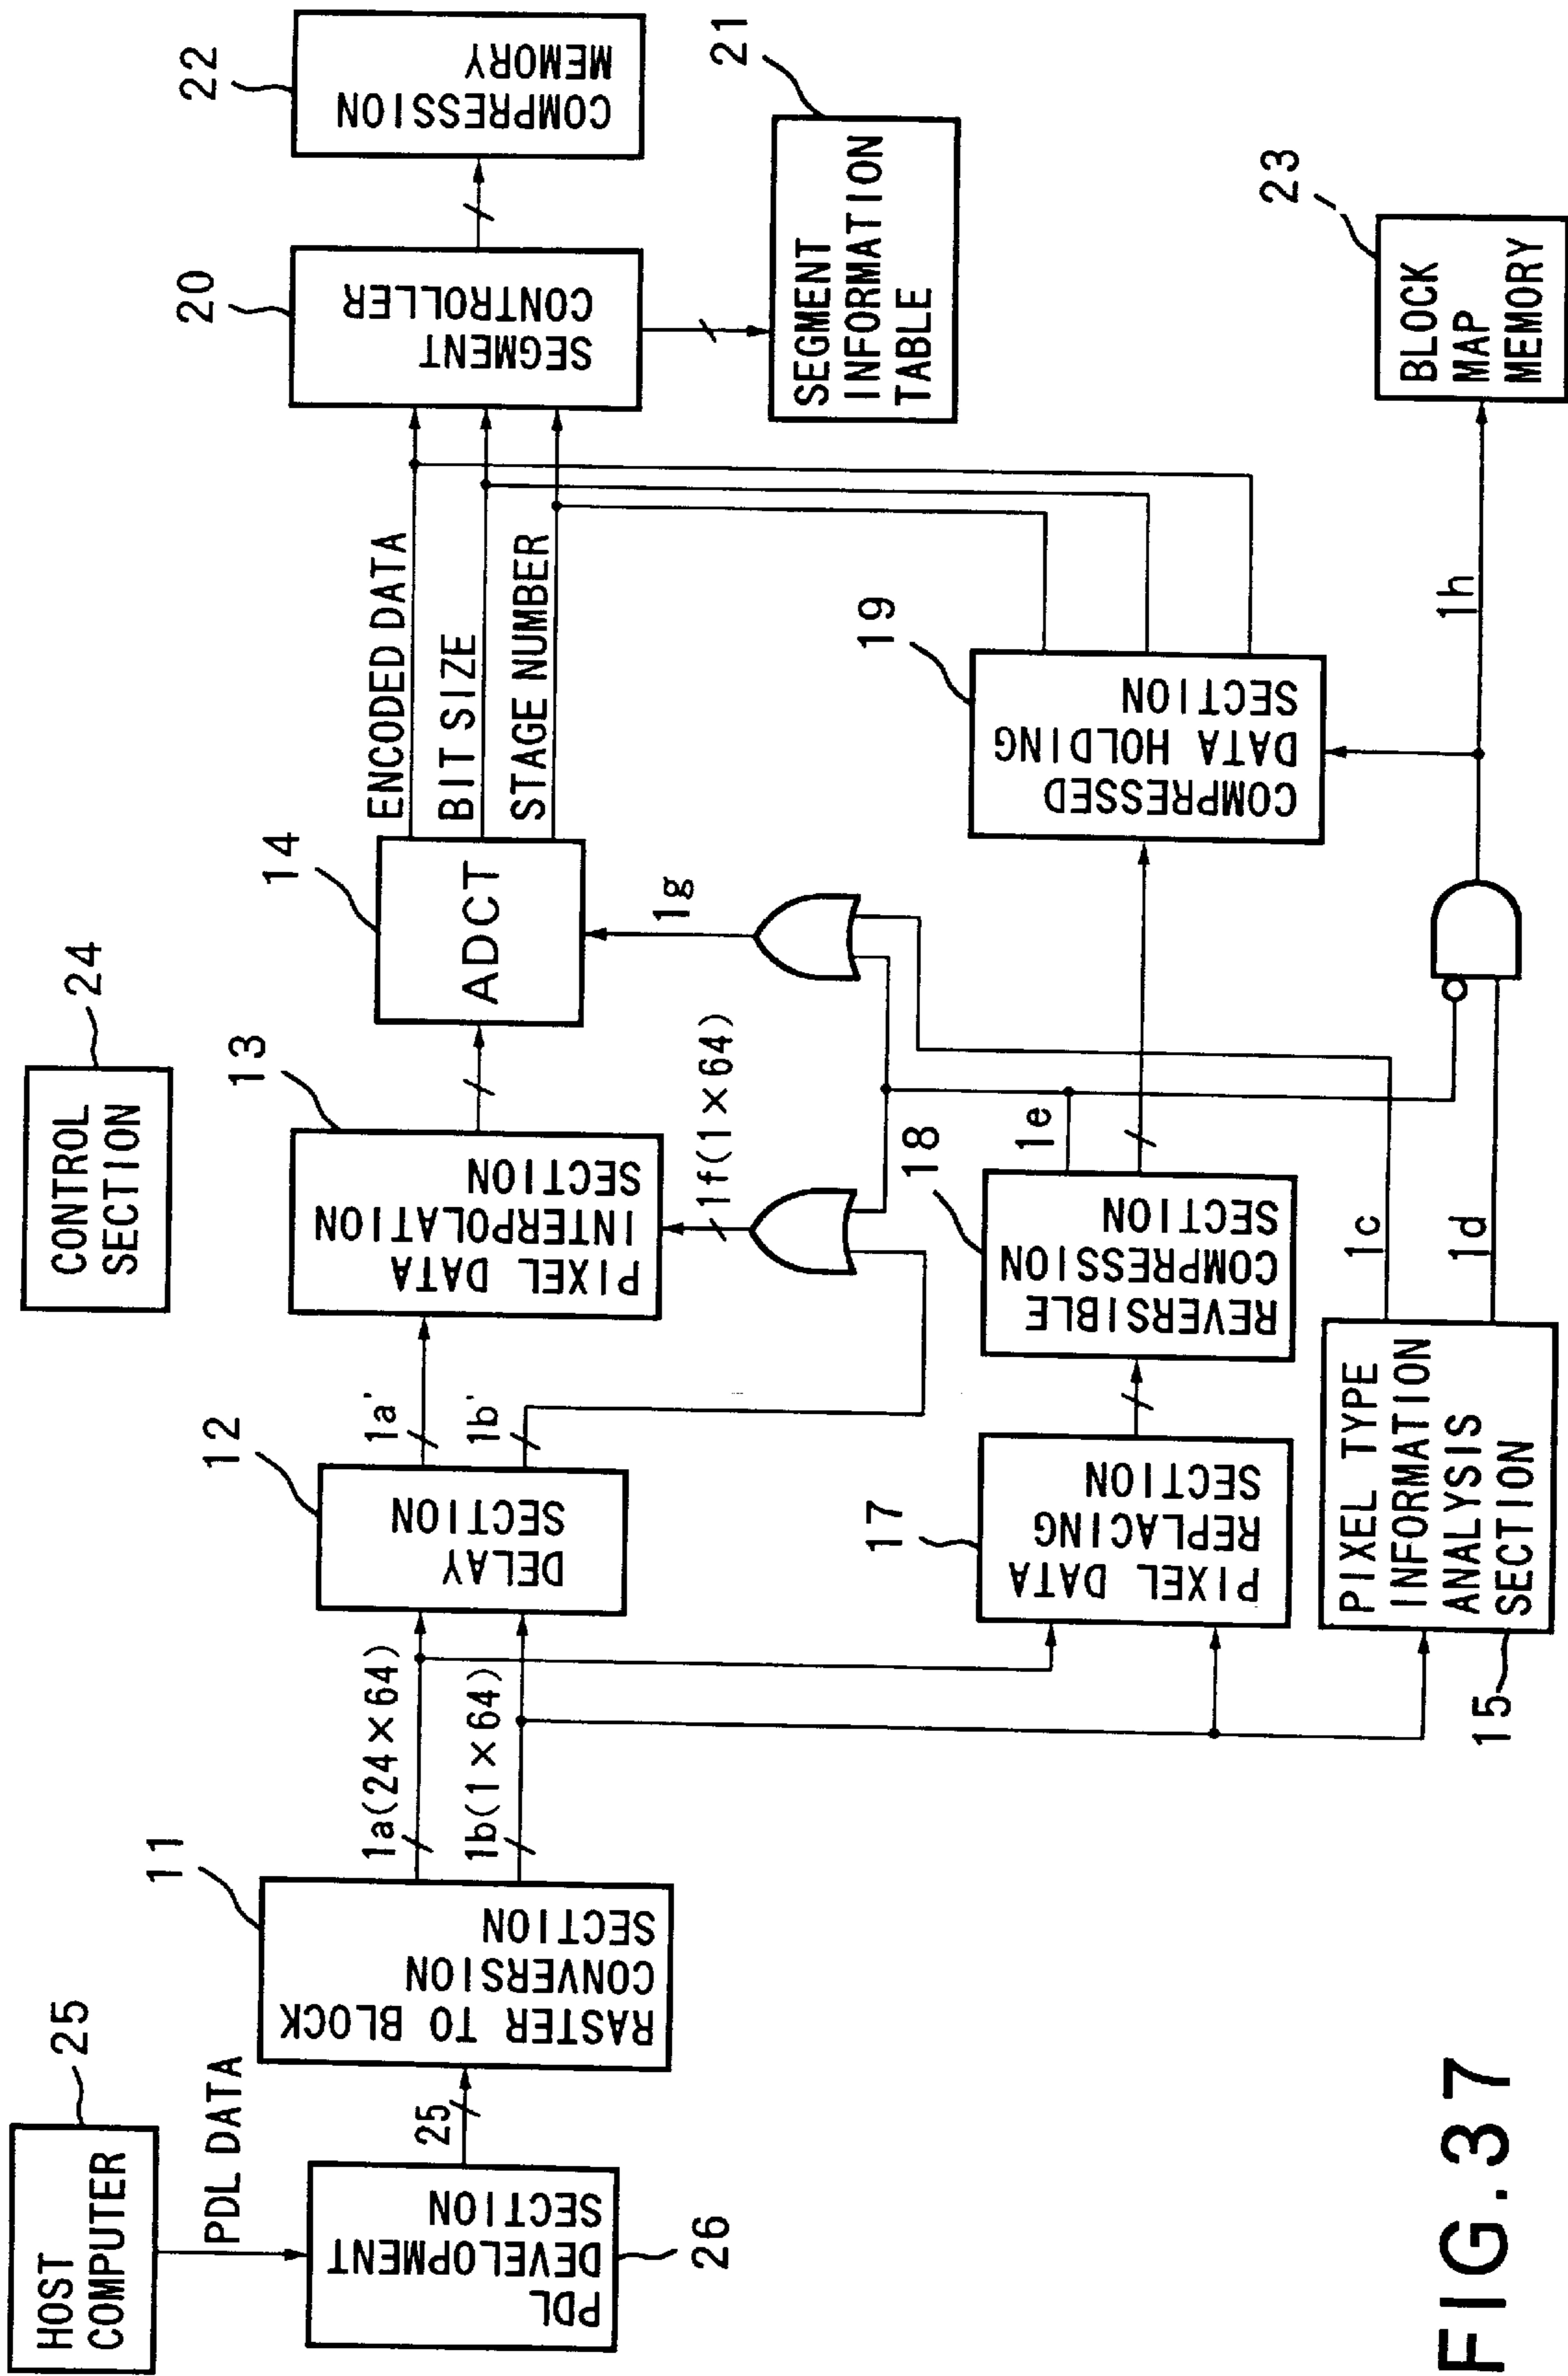 HOST
COMPUTER
25
PDL DATA
PDL
DEVELOPMENT
SECTION
26
25
RASTER TO BLOCK
CONVERSION
SECTION
11
1a(24×64)
1b(1×64)
DELAY
SECTION
12
1a'
1b'
PIXEL DATA
INTERPOLATION
SECTION
13
CONTROL
SECTION
24
1f(1×64)
ADCT
14
1g
ENCODED DATA
BIT SIZE
STAGE NUMBER
SEGMENT
CONTROLLER
20
COMPRESSION
MEMORY
22
SEGMENT
INFORMATION
TABLE
21
PIXEL DATA
REPLACING
SECTION
17
REVERSIBLE
COMPRESSION
SECTION
18
1e
COMPRESSED
DATA HOLDING
SECTION
19
PIXEL TYPE
INFORMATION
ANALYSIS
SECTION
15
1c
1d
1h
BLOCK
MAP
MEMORY
23
FIG.37